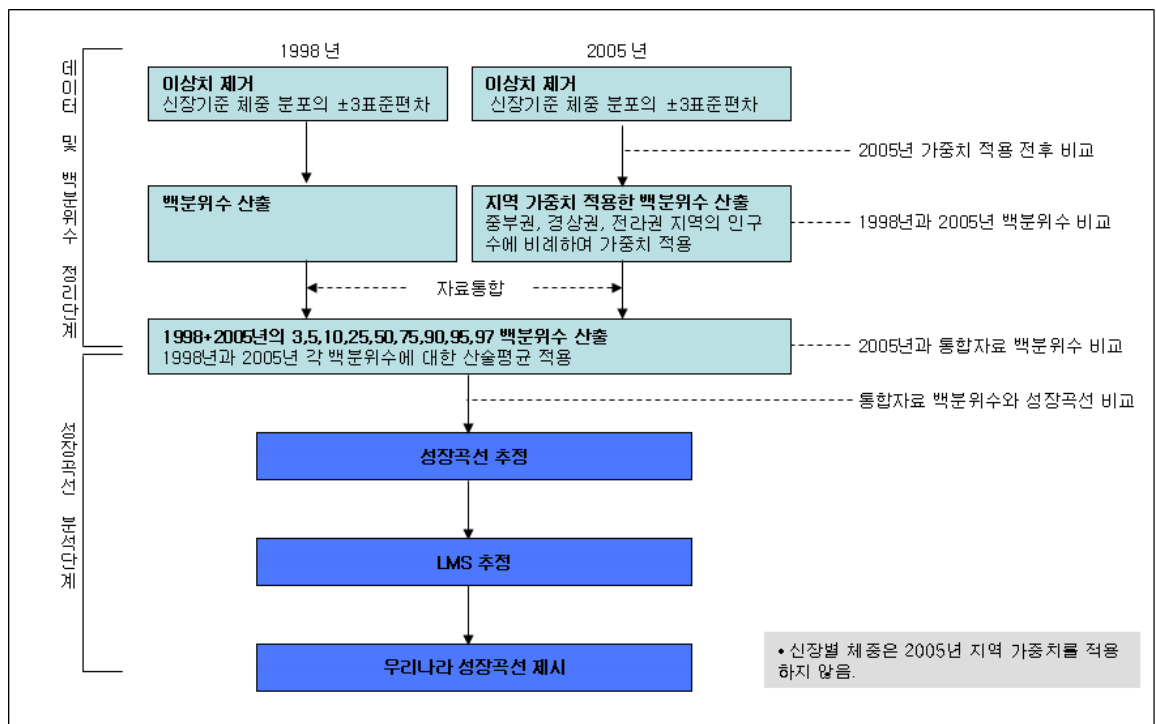 1998년
2005년
데이터 및 백분위수 정리단계
이상치 제거
신장기준 체중 분포의 ±3표준편차
이상치 제거
신장기준 체중 분포의 ±3표준편차
2005년 가중치 적용 전후 비교
백분위수 산출
지역 가중치 적용한 백분위수 산출
중부권, 경상권, 전라권 지역의 인구
수에 비례하며 가중치 적용
1998년과 2005년 백분위수 비교
자료통합
1998+2005년의 3,5,10,25,50,75,90,95,97 백분위수 산출
1998년과 2005년 각 백분위수에 대한 산술평균 적용
2005년과 통합자료 백분위수 비교
통합자료 백분위수와 성장곡선 비교
성장곡선 분석단계
성장곡선 추정
LMS 추정
우리나라 성장곡선 제시
• 신장별 체중은 2005년 지역 가중치를 적용
하지 않음.